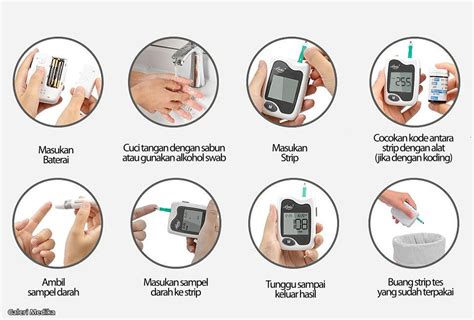 Masukan
Baterai
Cuci tangan dengan sabun
atau gunakan alkohol swab
Masukan
Strip
Cocokan kode antara
strip dengan alat
(jika dengan koding)
Ambil
sampel darah
Masukan sampel
darah ke strip
Tunggu sampai
keluar hasil
Buang strip tes
yang sudah terpakai
Galeri Medika